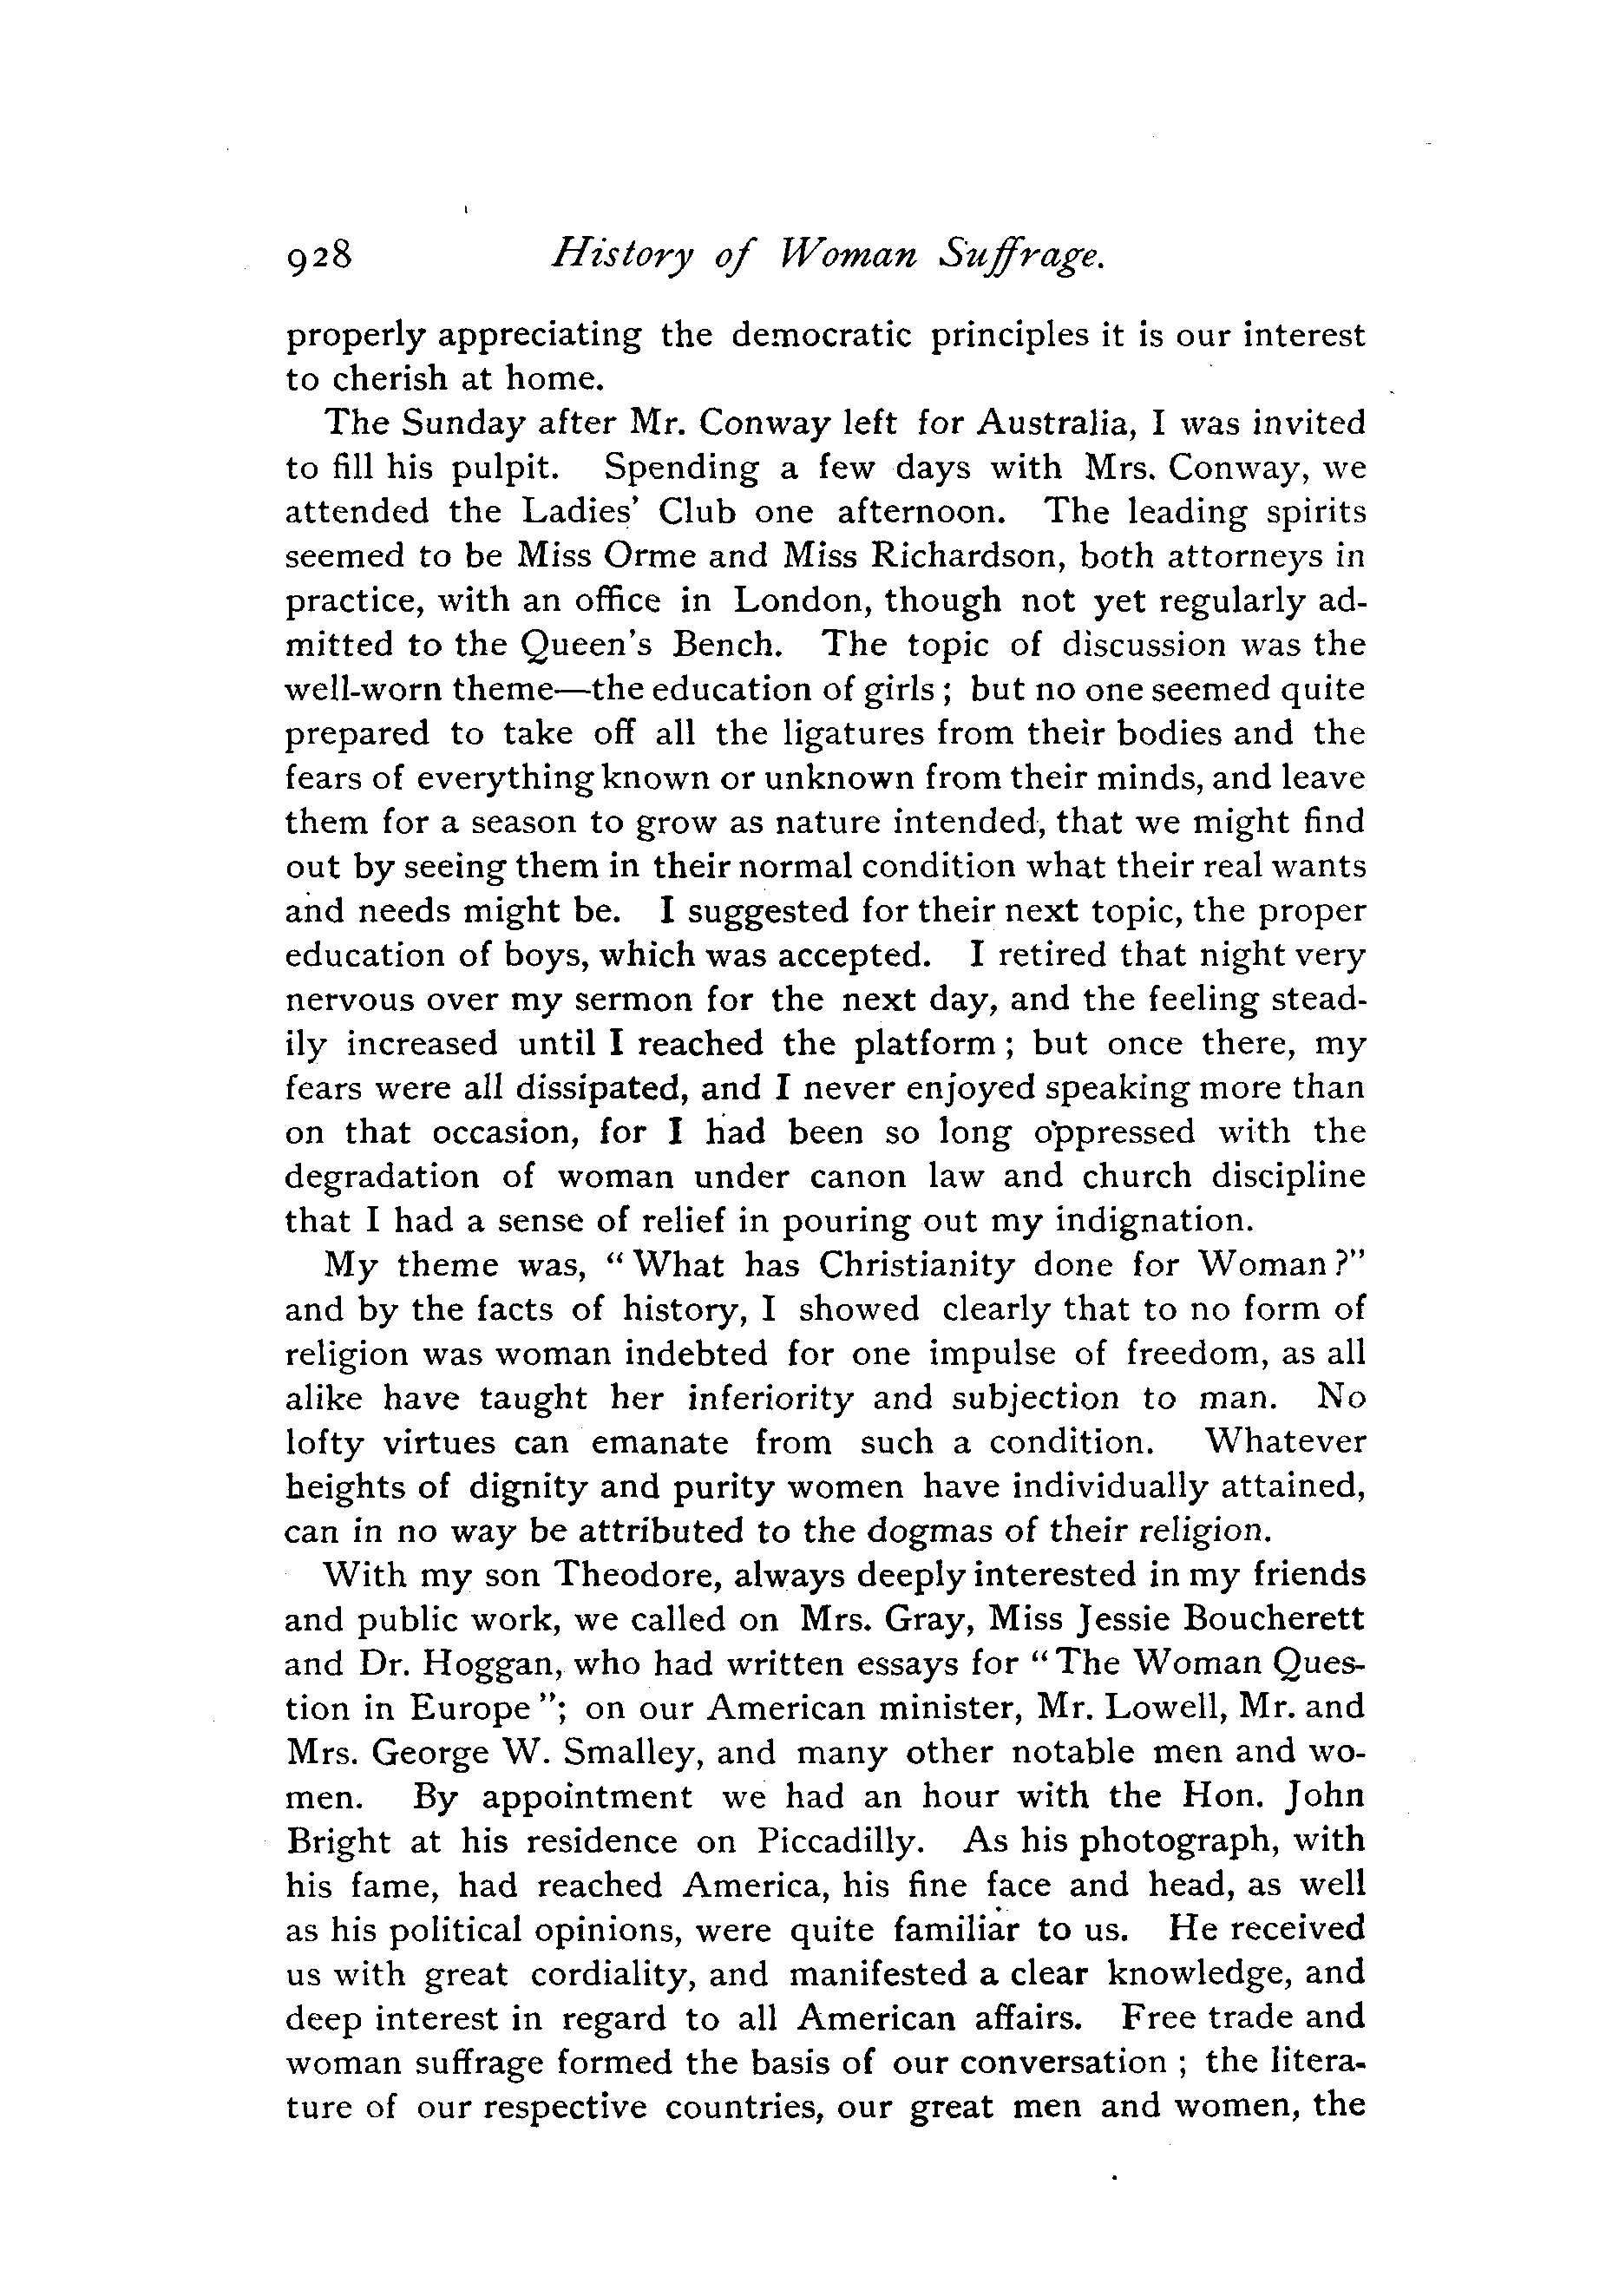 928 History of Woman Suffrage.
properly appreciating the democratic principles it is our interest
to cherish at home.
The Sunday after Mr. Conway left for Australia, I was invited
to fill his pulpit. Spending a few days with Mrs. Conway, we
attended the Ladies' Club one afternoon. The leading spirits
seemed to be Miss Orme and Miss Richardson, both attorneys in
practice, with an office in London, though not yet regularly ad-
mitted to the Queen's Bench. The topic of discussion was the
well-worn theme—the education of girls; but no one seemed quite
prepared to take off all the ligatures from their bodies and the
fears of everything known or unknown from their minds, and leave
them for a season to grow as nature intended, that we might find
out by seeing them in their normal condition what their real wants
and needs might be. I suggested for their next topic, the proper
education of boys, which was accepted. I retired that night very
nervous over my sermon for the next day, and the feeling stead-
ily increased until I reached the platform; but once there, my
fears were all dissipated, and I never enjoyed speaking more than
on that occasion, for I had been so long oppressed with the
degradation of woman under canon law and church discipline
that I had a sense of relief in pouring out my indignation.
My theme was, "What has Christianity done for Woman?"
and by the facts of history, I showed clearly that to no form of
religion was woman indebted for one impulse of freedom, as all
alike have taught her inferiority and subjection to man. No
lofty virtues can emanate from such a condition. Whatever
heights of dignity and purity women have individually attained,
can in no way be attributed to the dogmas of their religion.
With my son Theodore, always deeply interested in my friends
and public work, we called on Mrs. Gray, Miss Jessie Boucherett
and Dr. Hoggan, who had written essays for "The Woman Ques-
tion in Europe"; on our American minister, Mr. Lowell, Mr. and
Mrs. George W. Smalley, and many other notable men and wo-
men. By appointment we had an hour with the Hon. John
Bright at his residence on Piccadilly. As his photograph, with
his fame, had reached America, his fine face and head, as well
as his political opinions, were quite familiar to us. He received
us with great cordiality, and manifested a clear knowledge, and
deep interest in regard to all American affairs. Free trade and
woman suffrage formed the basis of our conversation; the litera-
ture of our respective countries, our great men and women, the